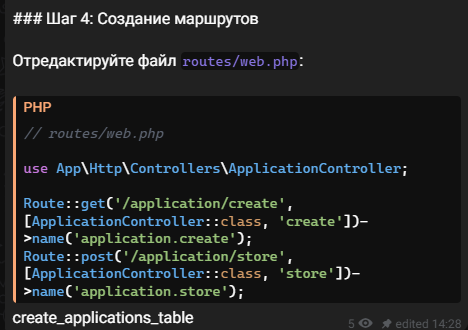 ### Шаг 4: Создание маршрутов
Отредактируйте файл routes/web.php:
PHP
// routes/web.php
use App\Http\Controllers\ApplicationController;
Route::get('/application/create',
[ApplicationController::class, 'create'])-
>name('application.create');
Route::post('/application/store',
[ApplicationController::class, 'store'])-
>name('application.store');
create_applications_table
5 edited 14:28